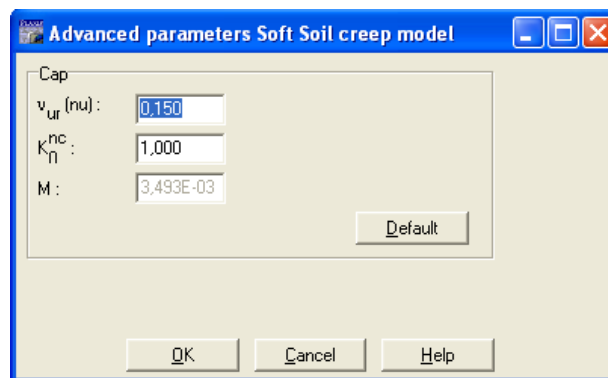 Advanced parameters Soft Soil creep model
Cap
νur (nu) : 0,150
K0nc : 1,000
M : 3,493E-03
Default
OK Cancel Help